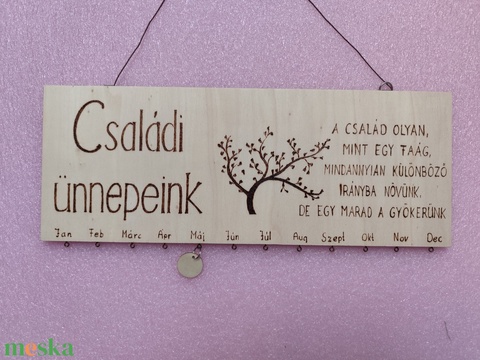 Családi
ünnepeink
A CSALÁD OLYAN,
MINT EGY FAÁG,
MINDANNYIAN KÜLÖNBÖZŐ
IRÁNYBA NÖVÜNK,
DE EGY MARAD A GYÖKERÜNK
Jan Feb Márc Ápr Máj Jún Júl Aug Szept Okt Nov Dec
meska